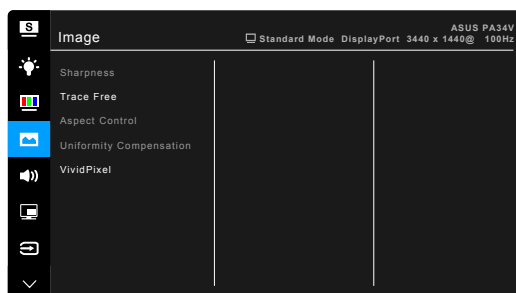 S
Image
ASUS PA34V
Standard Mode DisplayPort 3440 x 1440@ 100Hz
Sharpness
Trace Free
Aspect Control
Uniformity Compensation
VividPixel